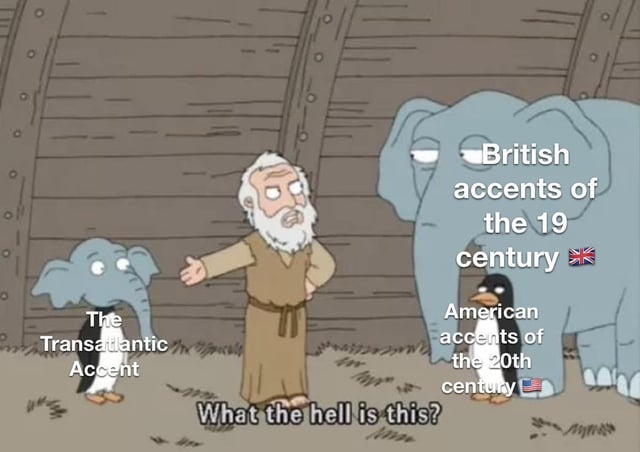 British
accents of
the 19
century 🇬🇧
The
Transatlantic
Accent
American
accents of
the 20th
century 🇺🇸
What the hell is this?